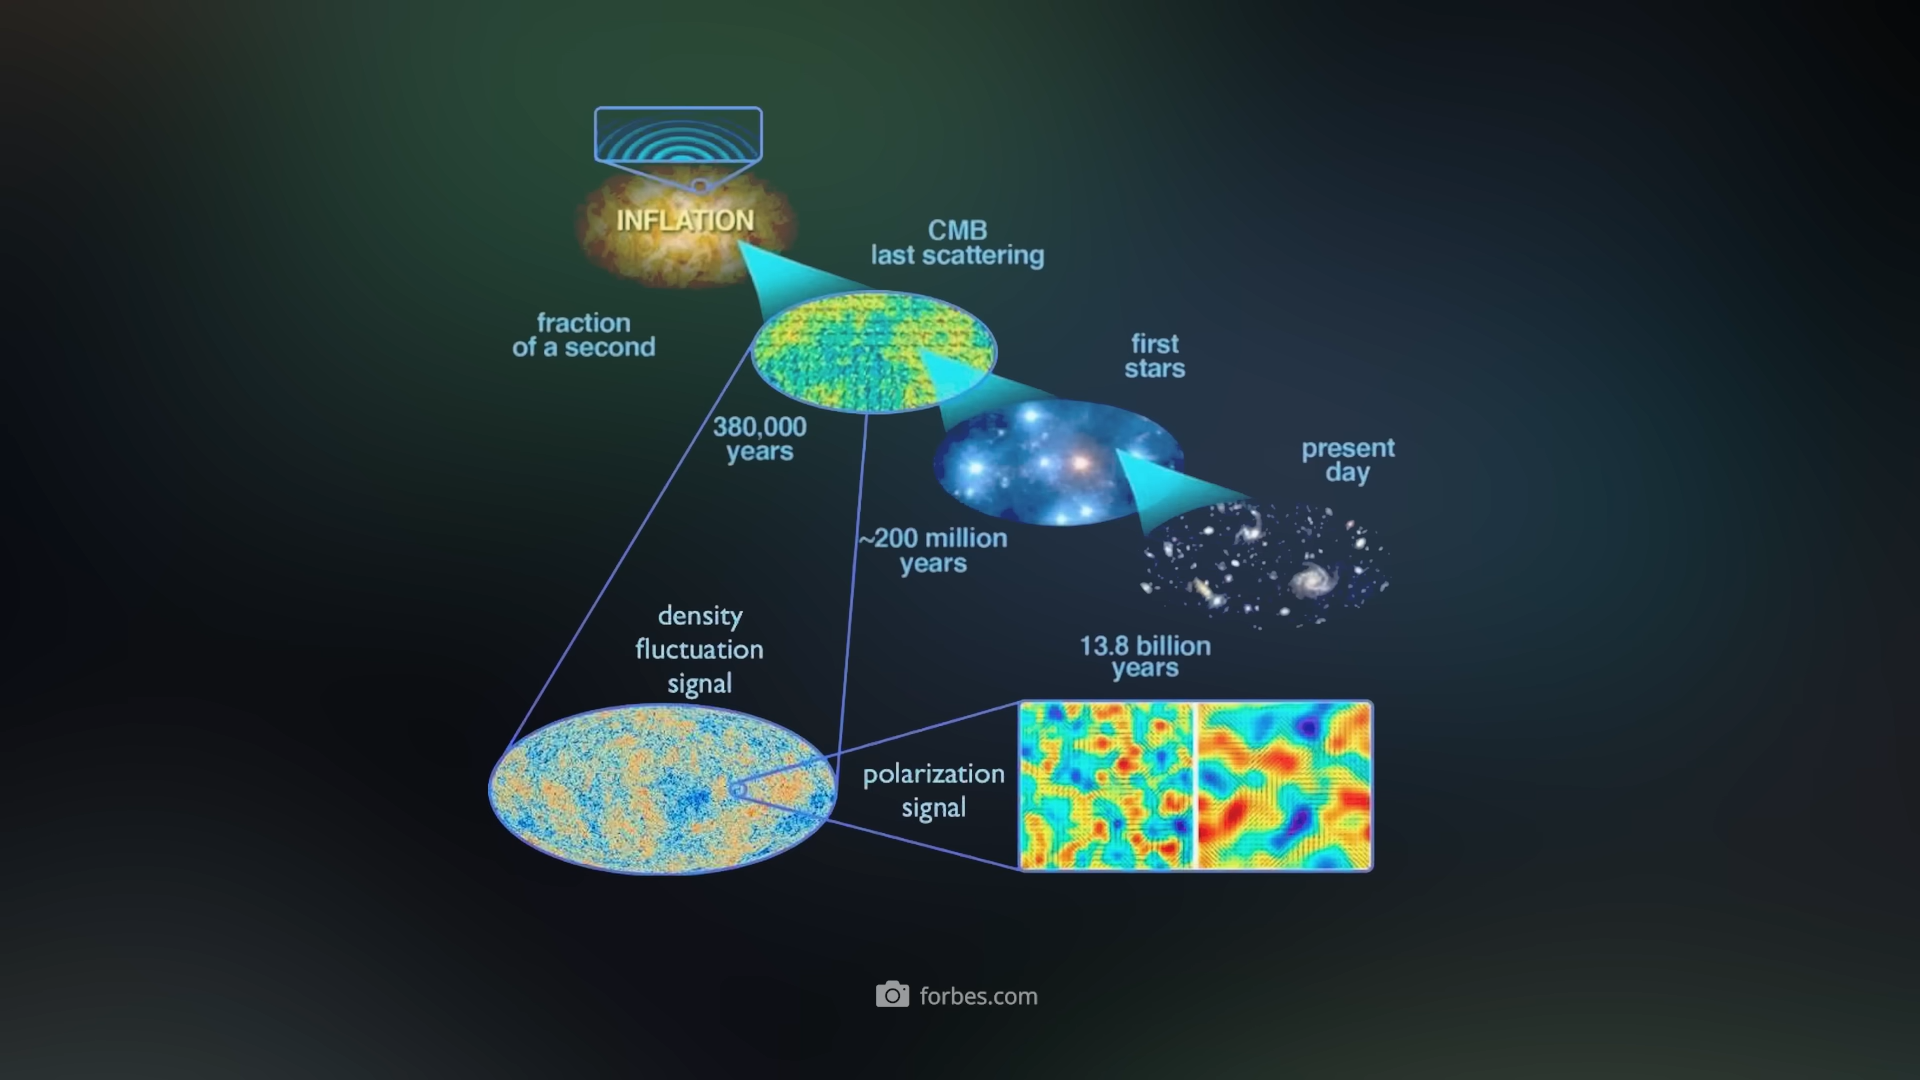 INFLATION
CMB
last scattering
fraction
of a second
first
stars
380,000
years
present
day
~200 million
years
density
fluctuation
signal
13.8 billion
years
polarization
signal
forbes.com